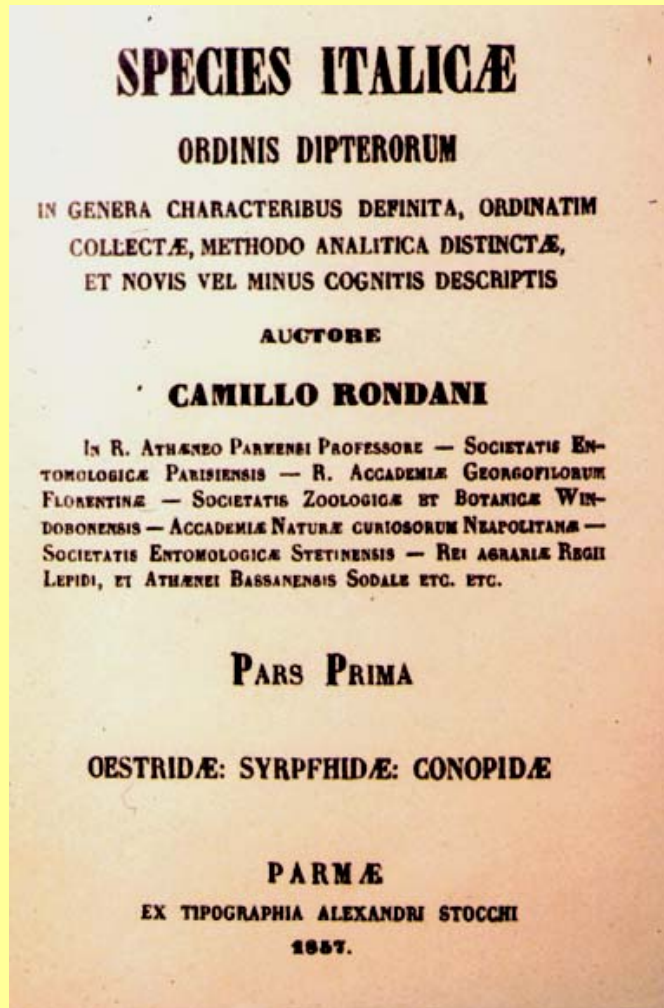 SPECIES ITALICÆ
ORDINIS DIPTERORUM
IN GENERA CHARACTERIBUS DEFINITA, ORDINATIM
COLLECTÆ, METHODO ANALITICA DISTINCTÆ,
ET NOVIS VEL MINUS COGNITIS DESCRIPTIS
AUCTORE
CAMILLO RONDANI
IN R. ATHÆNEO PARMENSI PROFESSORE — SOCIETATIS EN-
TOMOLOGICÆ PARISIENSIS — R. ACCADEMIÆ GEORGOFILORUM
FLORENTINÆ — SOCIETATIS ZOOLOGICÆ ET BOTANICÆ WIN-
DOBONENSIS — ACCADEMIÆ NATURÆ CURIOSORUM NEAPOLITANÆ —
SOCIETATIS ENTOMOLOGICÆ STETINENSIS — REI AGRARIÆ REGII
LEPIDI, ET ATHÆNEI BASSANENSIS SODALE ETC. ETC.
PARS PRIMA
OESTRIDÆ: SYRPFHIDÆ: CONOPIDÆ
PARMÆ
EX TIPOGRAPHIA ALEXANDRI STOCCHI
1857.